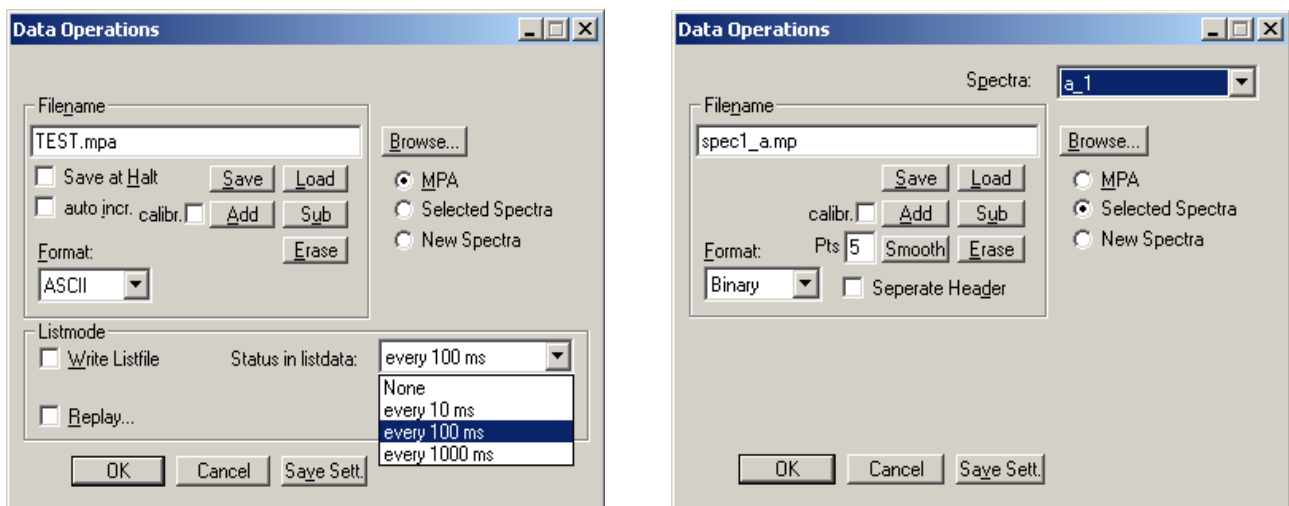 Data Operations
Filename
TEST.mpa
Browse...
Save at Halt
Save
Load
MPA
auto incr.
calibr.
Add
Sub
Selected Spectra
New Spectra
Format:
Erase
ASCII
Listmode
Write Listfile
Status in listdata:
every 100 ms
None
every 10 ms
every 100 ms
every 1000 ms
Replay...
OK
Cancel
Save Sett.
Data Operations
Spectra:
a_1
Filename
spec1_a.mp
Browse...
Save
Load
MPA
calibr.
Add
Sub
Selected Spectra
New Spectra
Format:
Pts
5
Smooth
Erase
Binary
Seperate Header
OK
Cancel
Save Sett.